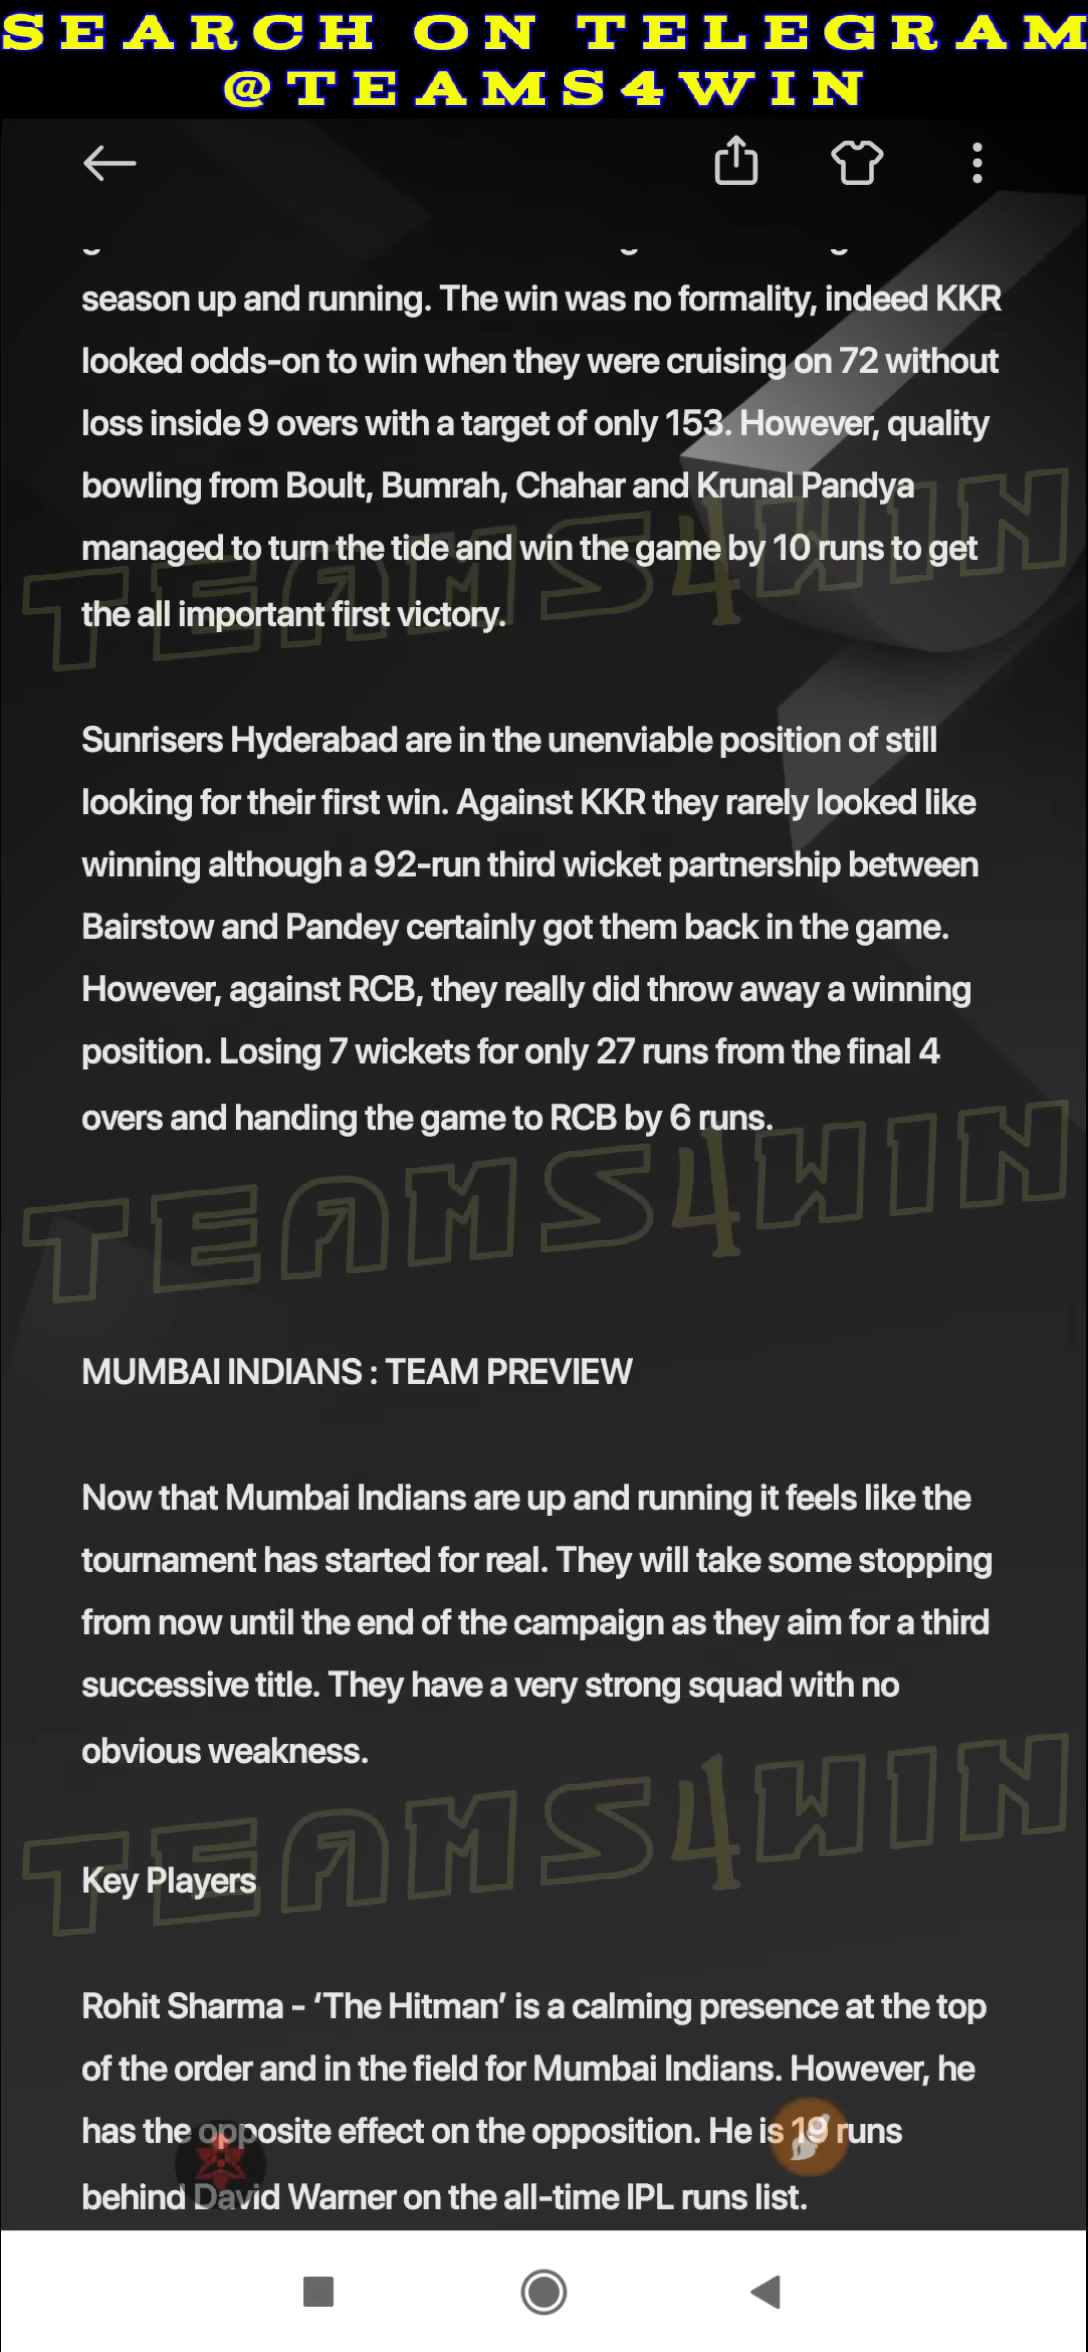 SEARCH ON TELEGRAM
@TEAMS4WIN
season up and running. The win was no formality, indeed KKR
looked odds-on to win when they were cruising on 72 without
loss inside 9 overs with a target of only 153. However, quality
bowling from Boult, Bumrah, Chahar and Krunal Pandya
managed to turn the tide and win the game by 10 runs to get
the all important first victory.
TEAMS4WIN
Sunrisers Hyderabad are in the unenviable position of still
looking for their first win. Against KKR they rarely looked like
winning although a 92-run third wicket partnership between
Bairstow and Pandey certainly got them back in the game.
However, against RCB, they really did throw away a winning
position. Losing 7 wickets for only 27 runs from the final 4
overs and handing the game to RCB by 6 runs.
TEAMS4WIN
MUMBAI INDIANS : TEAM PREVIEW
Now that Mumbai Indians are up and running it feels like the
tournament has started for real. They will take some stopping
from now until the end of the campaign as they aim for a third
successive title. They have a very strong squad with no
obvious weakness.
TEAMS4WIN
Key Players
Rohit Sharma - ‘The Hitman’ is a calming presence at the top
of the order and in the field for Mumbai Indians. However, he
has the opposite effect on the opposition. He is 19 runs
behind David Warner on the all-time IPL runs list.